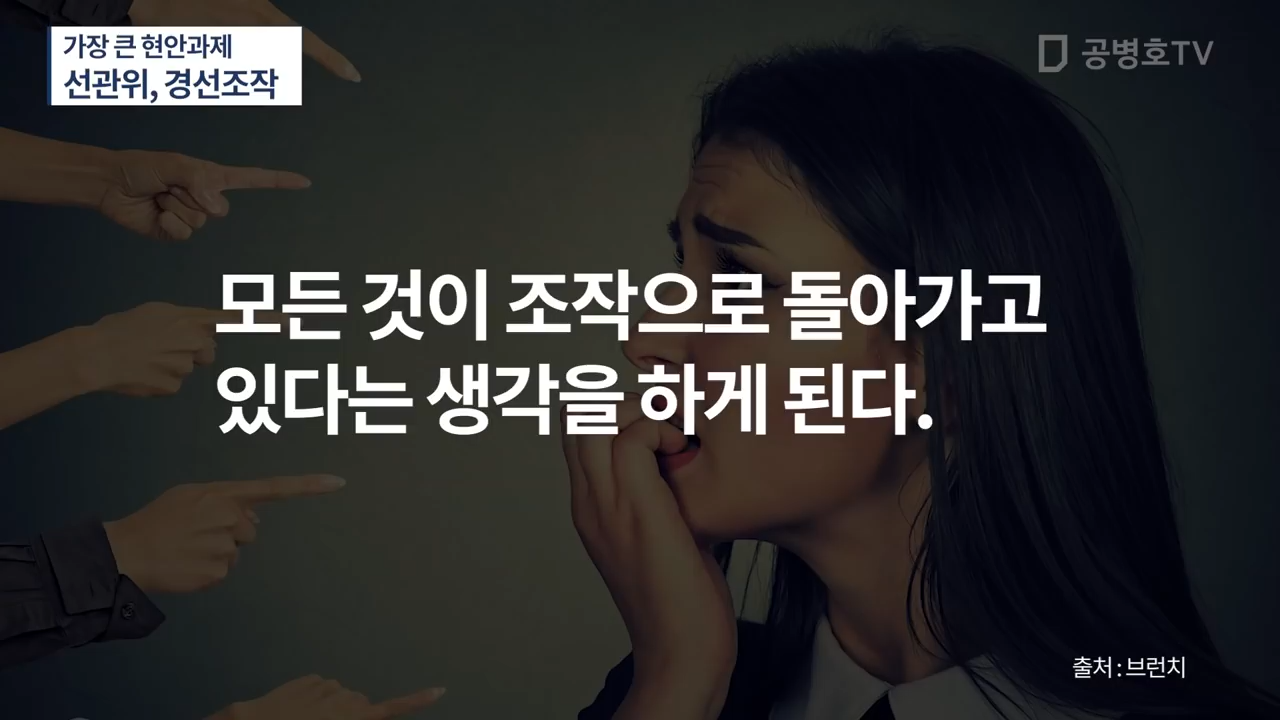 가장 큰 현안과제
선관위, 경선조작
공병호TV
모든 것이 조작으로 돌아가고
있다는 생각을 하게 된다.
출처 : 브런치